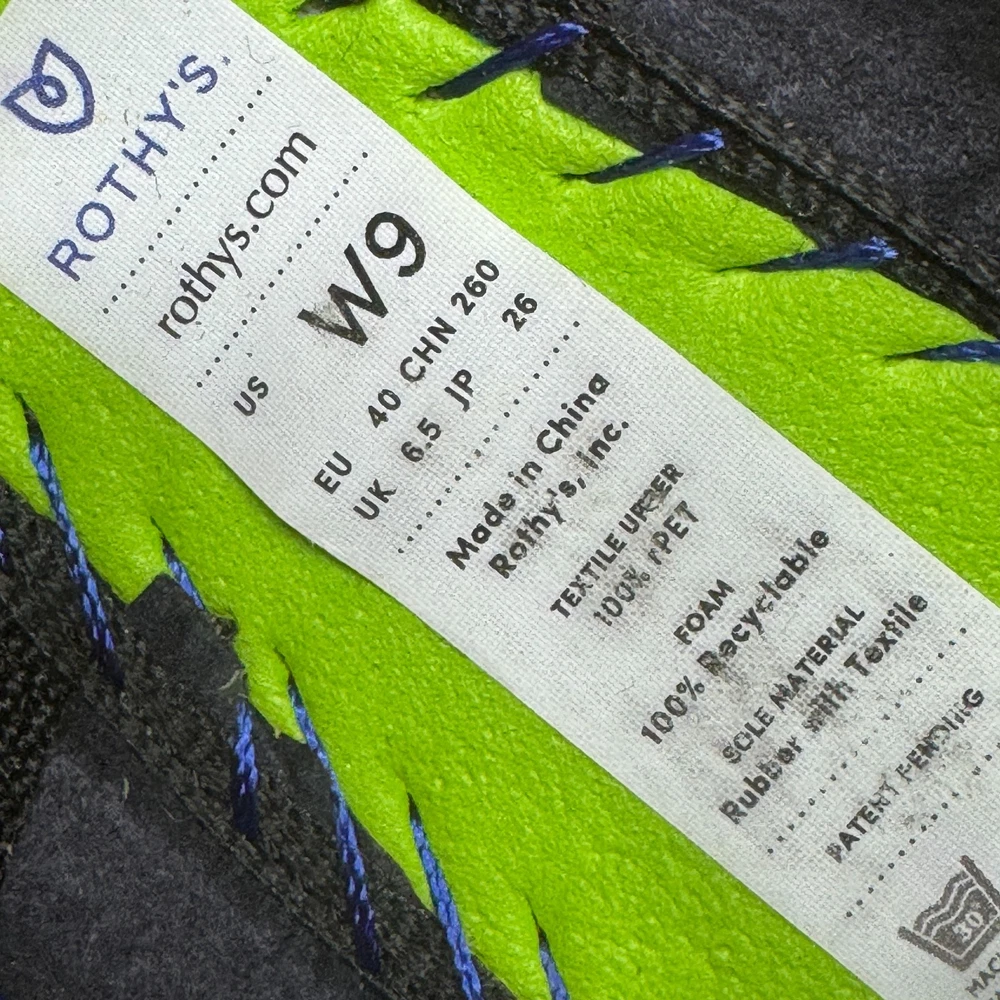 ROTHY'S.
rothys.com
US W9
EU 40 CHN 260
UK 6.5 JP 26
Made in China
Rothy's, Inc.
TEXTILE UPPER
100% rPET
FOAM
100% Recyclable
SOLE MATERIAL
Rubber with Textile
PATENT PENDING
30°